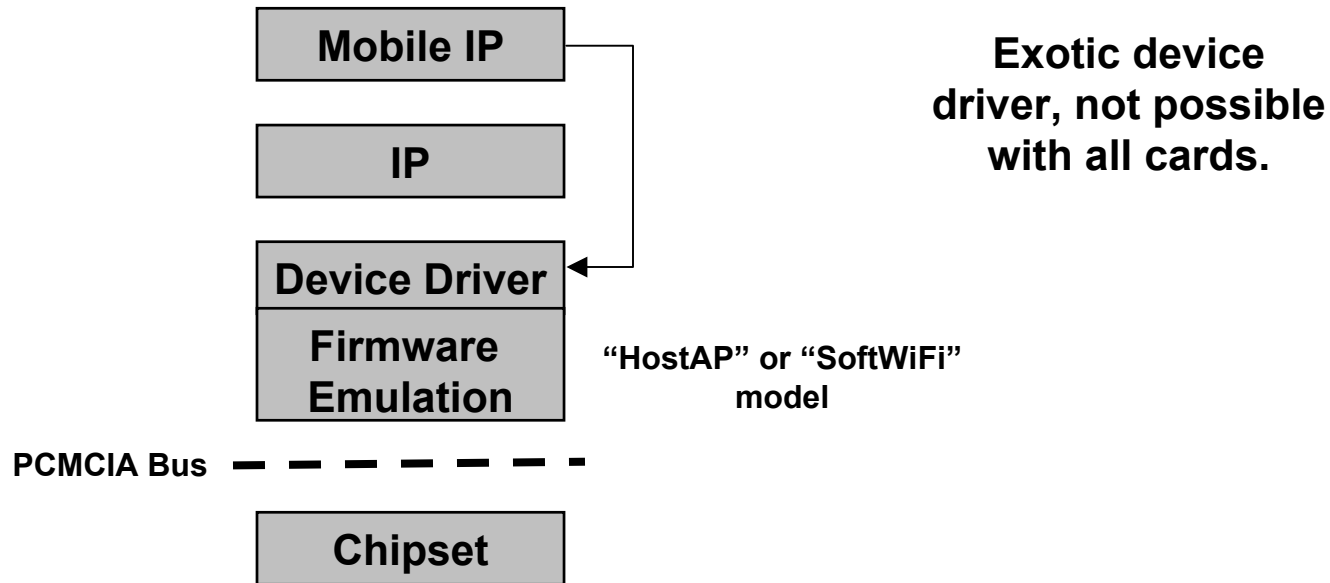 Mobile IP
Exotic device
driver, not possible
with all cards.
IP
Device Driver
Firmware
Emulation
“HostAP” or “SoftWiFi”
model
PCMCIA Bus
Chipset